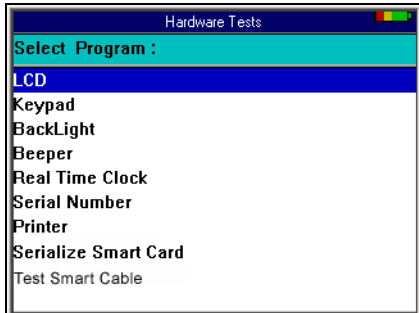 Hardware Tests
Select Program :
LCD
Keypad
BackLight
Beeper
Real Time Clock
Serial Number
Printer
Serialize Smart Card
Test Smart Cable